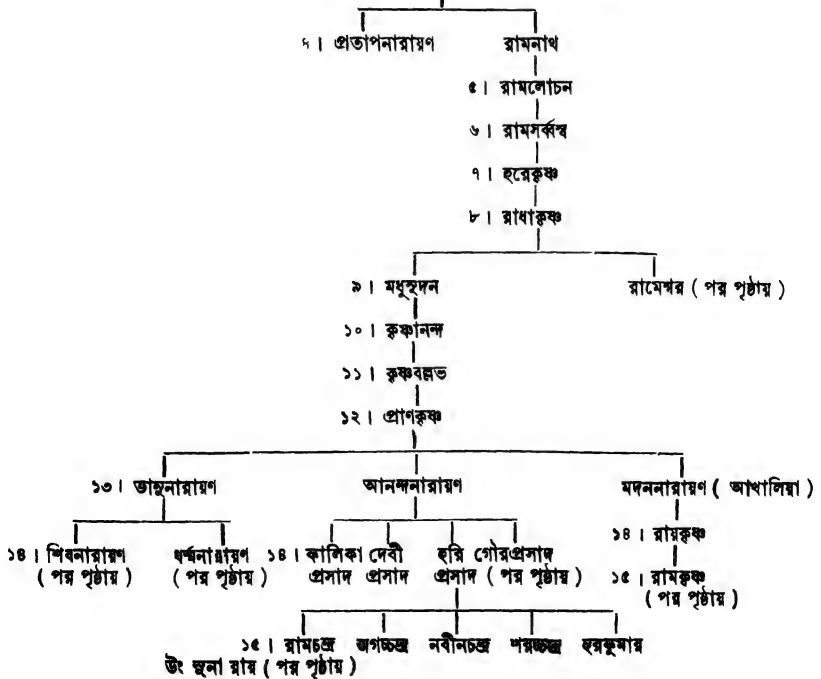 ৪। প্রতাপনারায়ণ রামনাথ
৫। রামলোচন
৬। রামসর্ব্বস্ব
৭। হরেকৃষ্ণ
৮। রাধাকৃষ্ণ
৯। মধুসূদন রামেশ্বর ( পর পৃষ্ঠায় )
১০। কৃষ্ণানন্দ
১১। কৃষ্ণবল্লভ
১২। প্রাণকৃষ্ণ
১৩। ভানুনারায়ণ আনন্দনারায়ণ মদননারায়ণ ( আখালিয়া )
১৪। শিবনারায়ণ ধর্ম্মনারায়ণ ১৪। কালিকা দেবী হরি গৌরপ্রসাদ ১৪। রায়কৃষ্ণ
( পর পৃষ্ঠায় ) ( পর পৃষ্ঠায় ) প্রসাদ প্রসাদ প্রসাদ ( পর পৃষ্ঠায় ) ১৫। রামকৃষ্ণ
( পর পৃষ্ঠায় )
১৫। রামচন্দ্র জগচ্চন্দ্র নবীনচন্দ্র শরচ্চন্দ্র হরকুমার
উং সুনা রায় ( পর পৃষ্ঠায় )